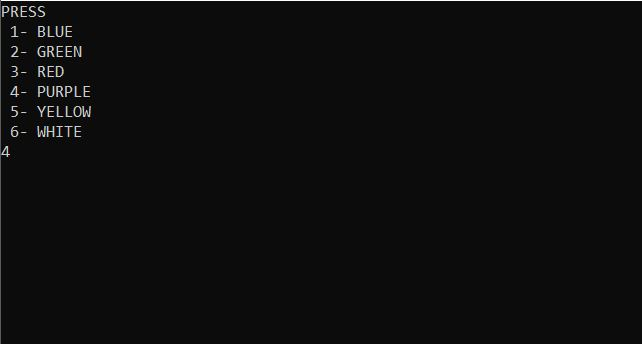 PRESS
1- BLUE
2- GREEN
3- RED
4- PURPLE
5- YELLOW
6- WHITE
4